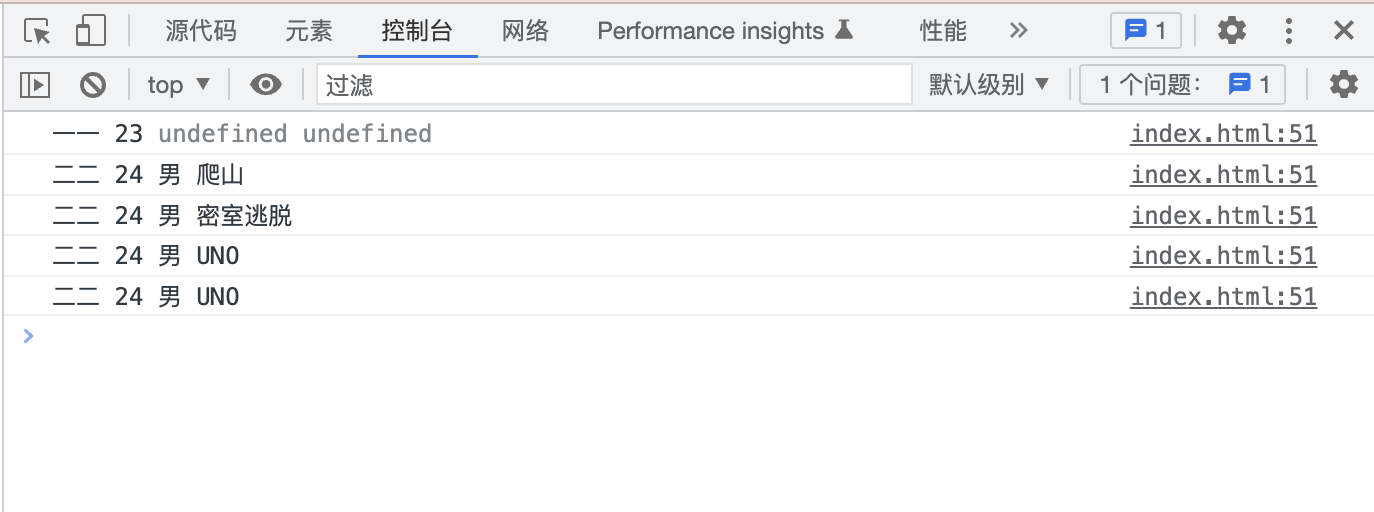 源代码 元素 控制台 网络 Performance insights 性能 1
top 过滤 默认级别 1 个问题： 1
一一 23 undefined undefined index.html:51
二二 24 男 爬山 index.html:51
二二 24 男 密室逃脱 index.html:51
二二 24 男 UNO index.html:51
二二 24 男 UNO index.html:51